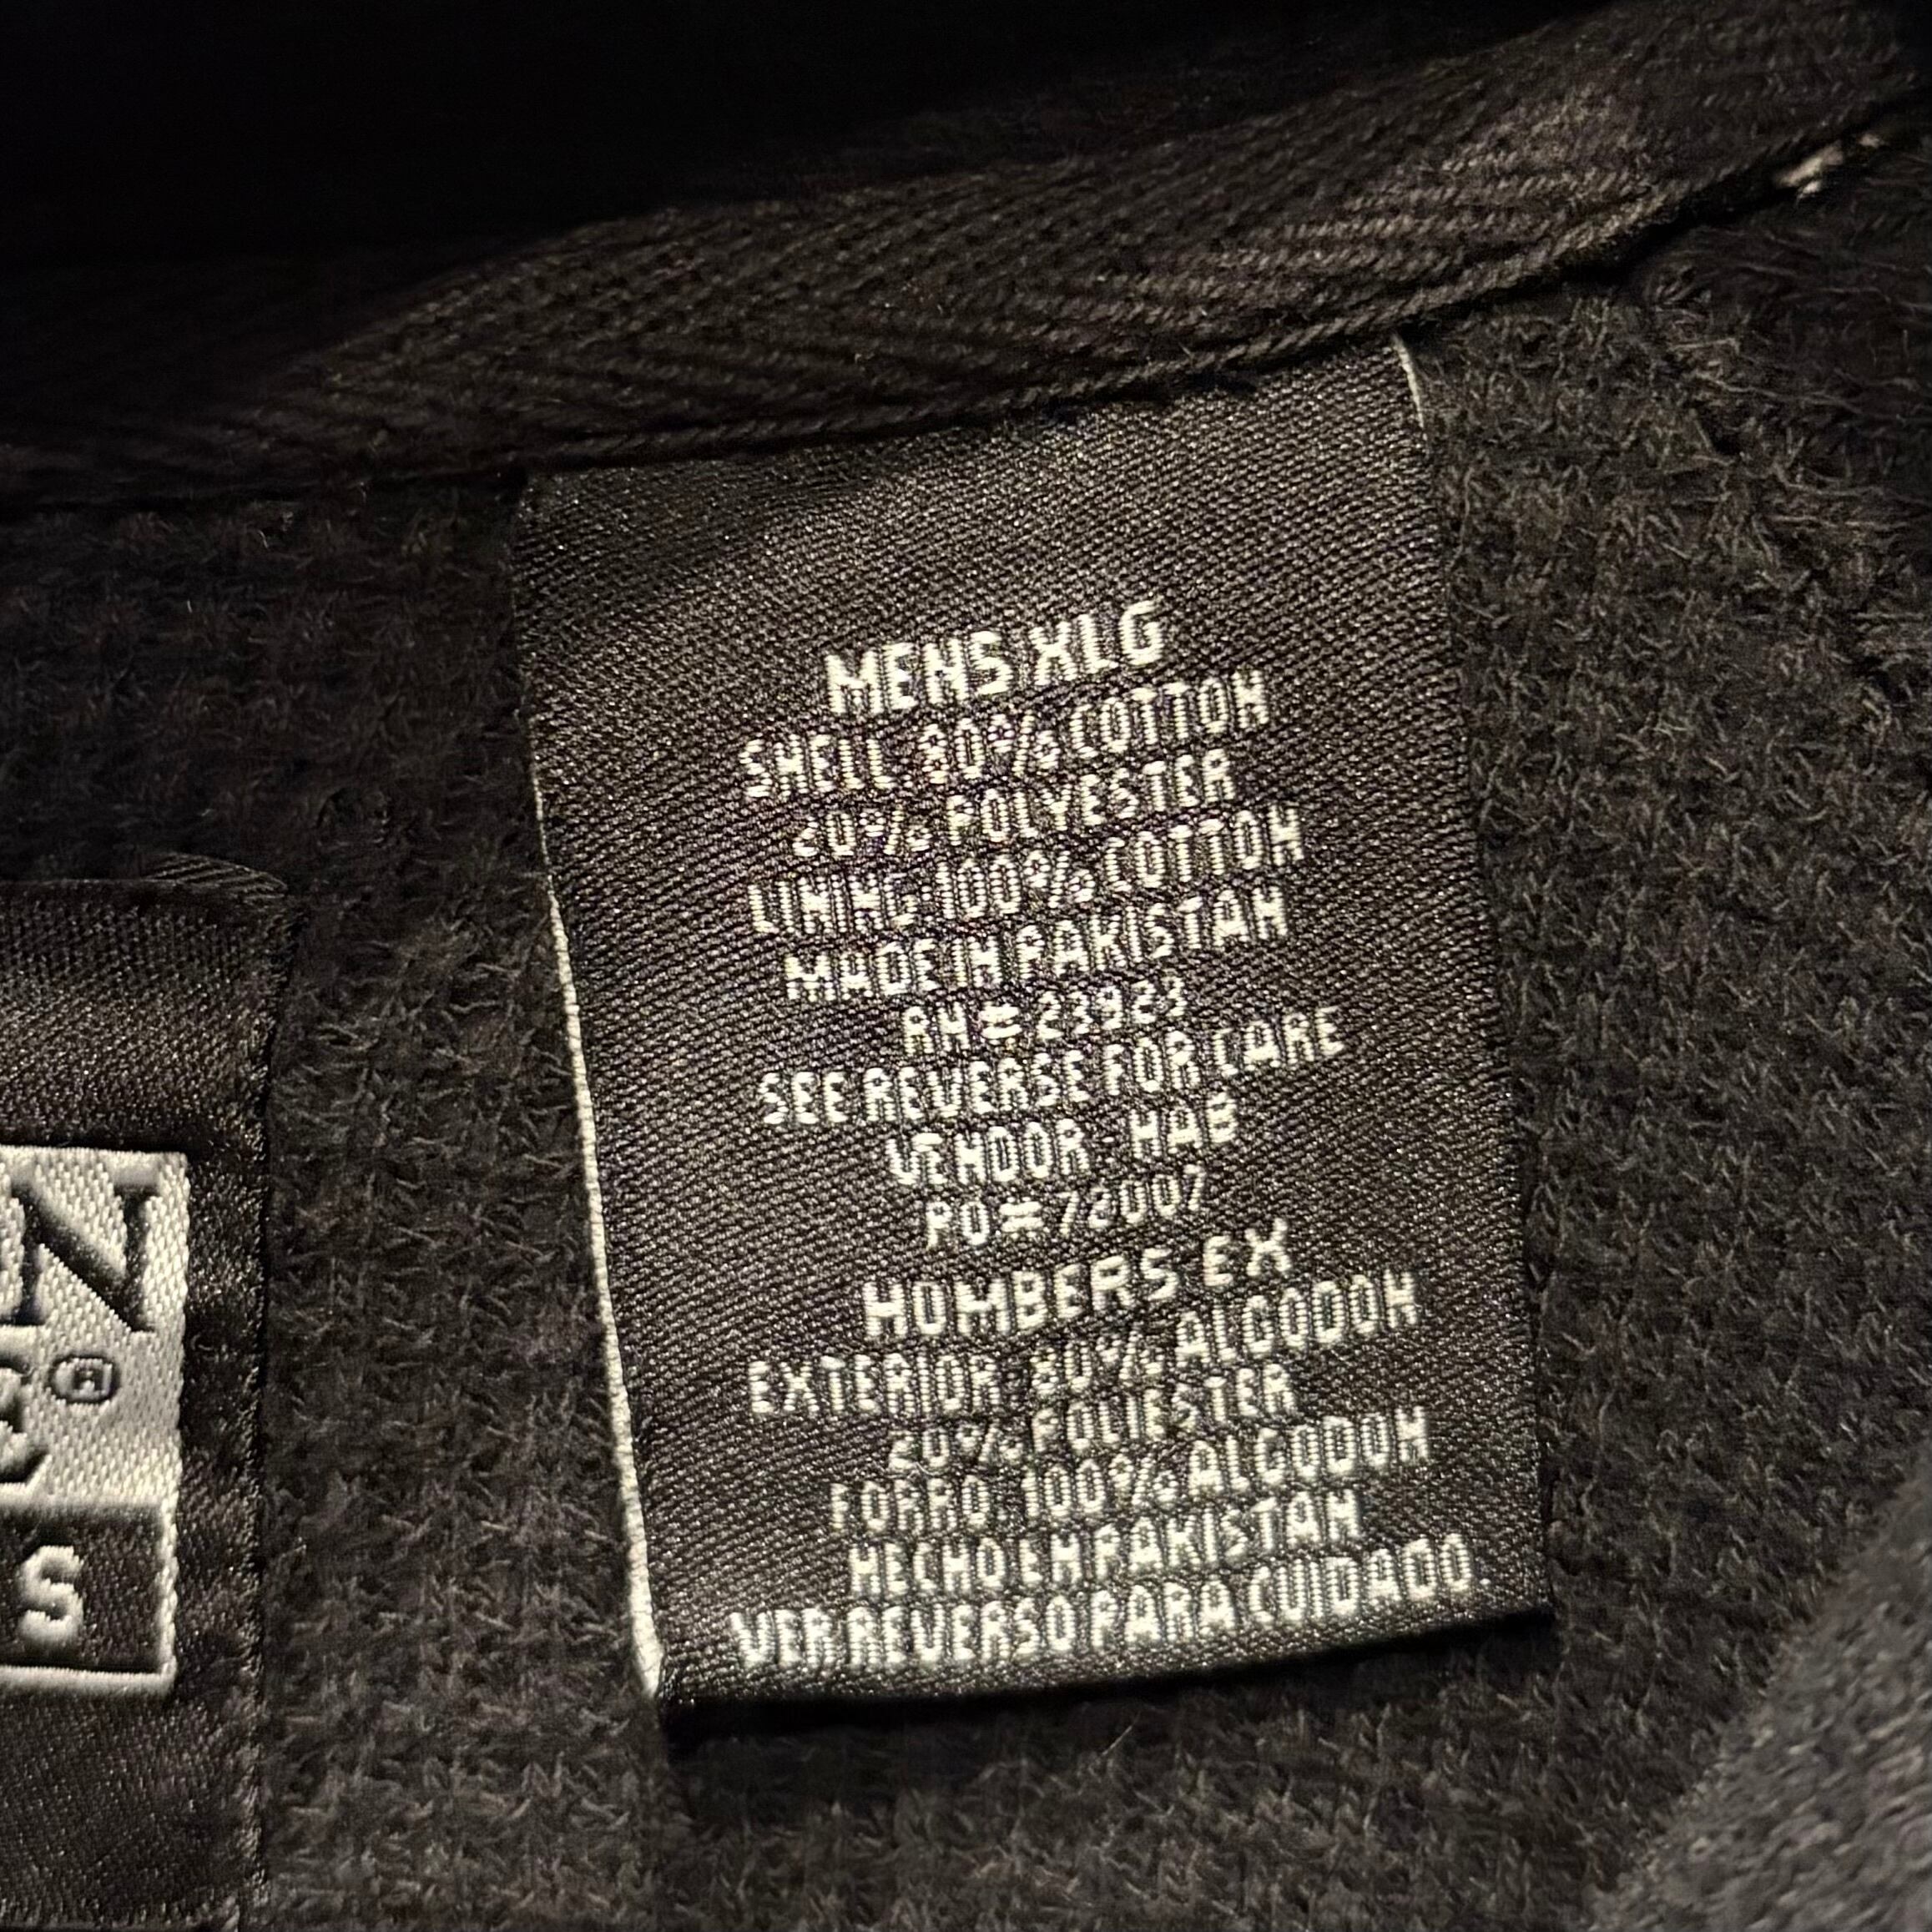 MENS XLG
SHELL: 80% COTTON
20% POLYESTER
LINING: 100% COTTON
MADE IN PAKISTAN
RN# 23923
SEE REVERSE FOR CARE
VENDOR: HAB
PO# 72007
HOMBERS EX
EXTERIOR: 80% ALGODON
20% POLIESTER
FORRO: 100% ALGODON
HECHO EN PAKISTAN
VER REVERSO PARA CUIDADO.
N
®
S